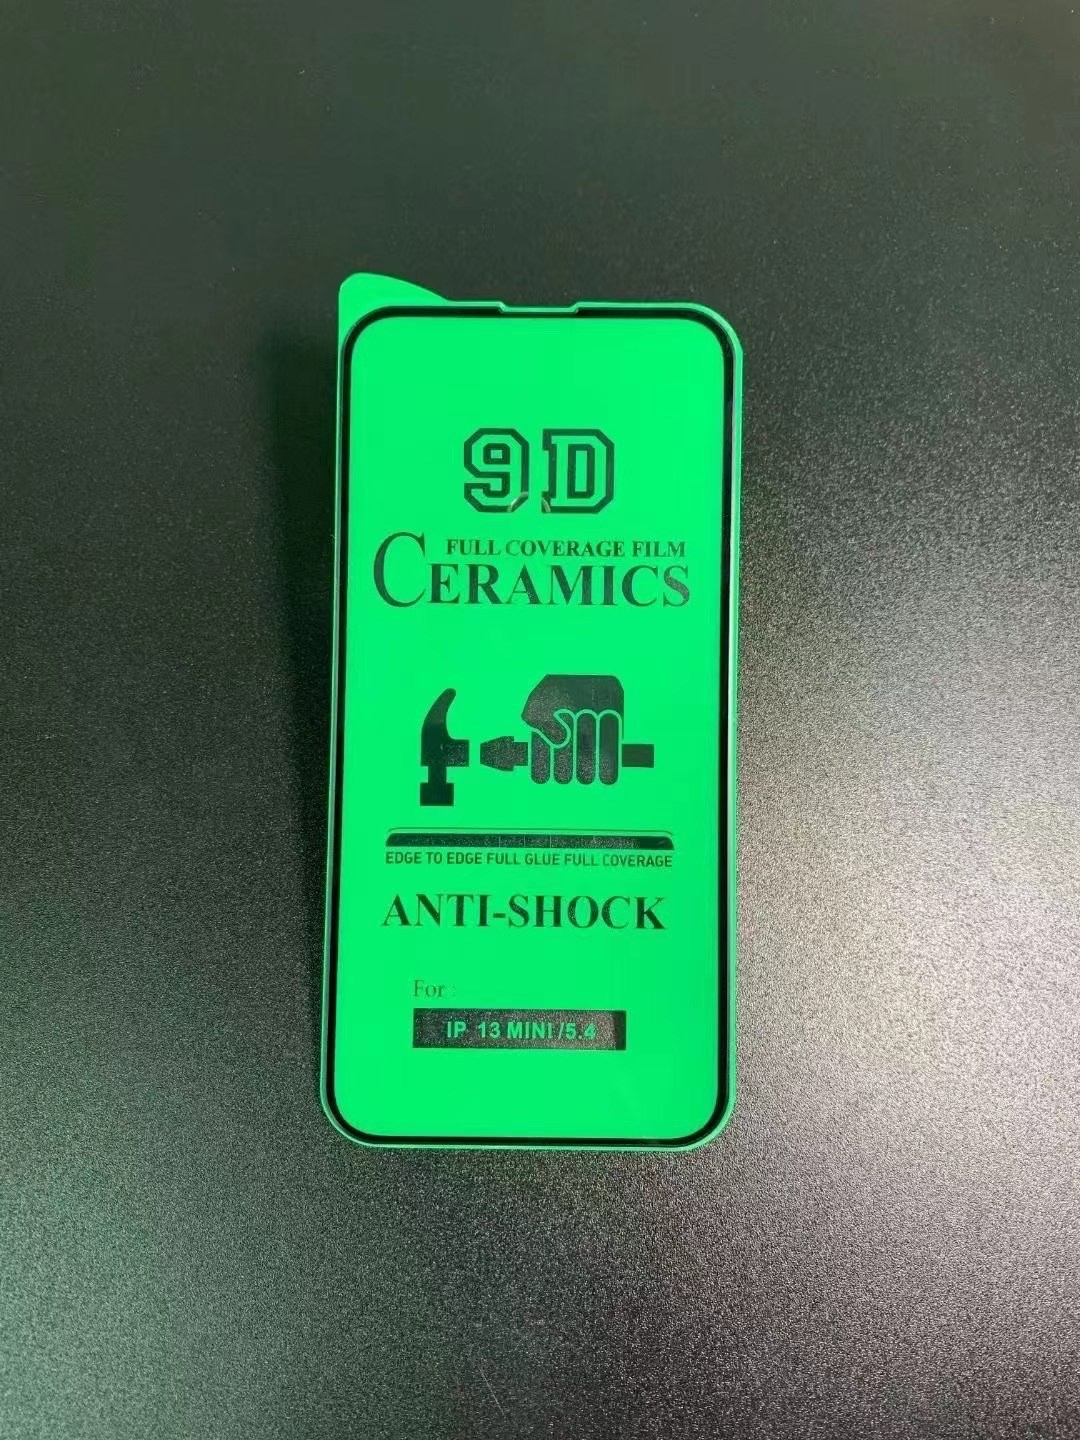 9D
FULL COVERAGE FILM
CERAMICS
EDGE TO EDGE FULL GLUE FULL COVERAGE
ANTI-SHOCK
For :
IP 13 MINI /5.4